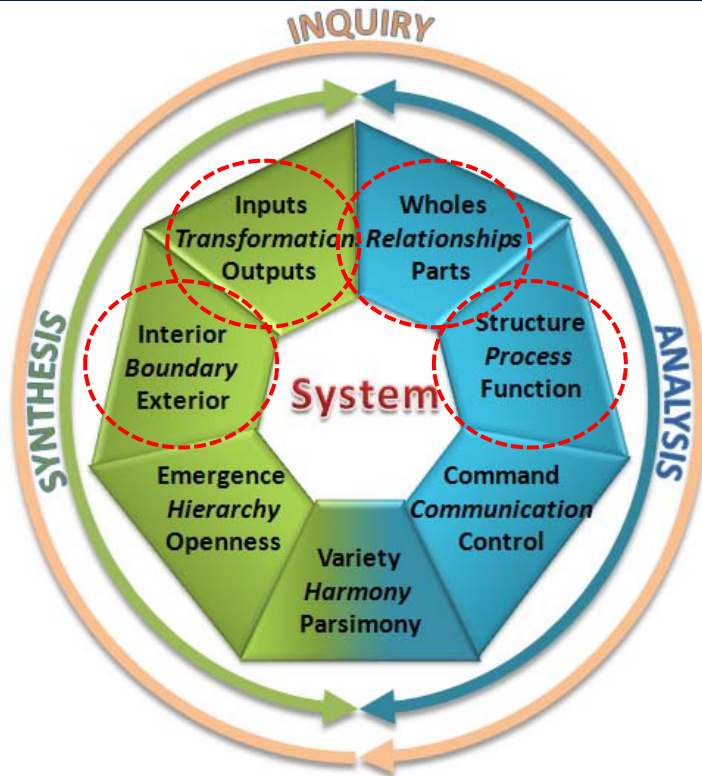 INQUIRY
Inputs
Transformation
Outputs
Wholes
Relationships
Parts
Interior
Boundary
Exterior
Structure
Process
Function
System
SYNTHESIS
ANALYSIS
Emergence
Hierarchy
Openness
Command
Communication
Control
Variety
Harmony
Parsimony